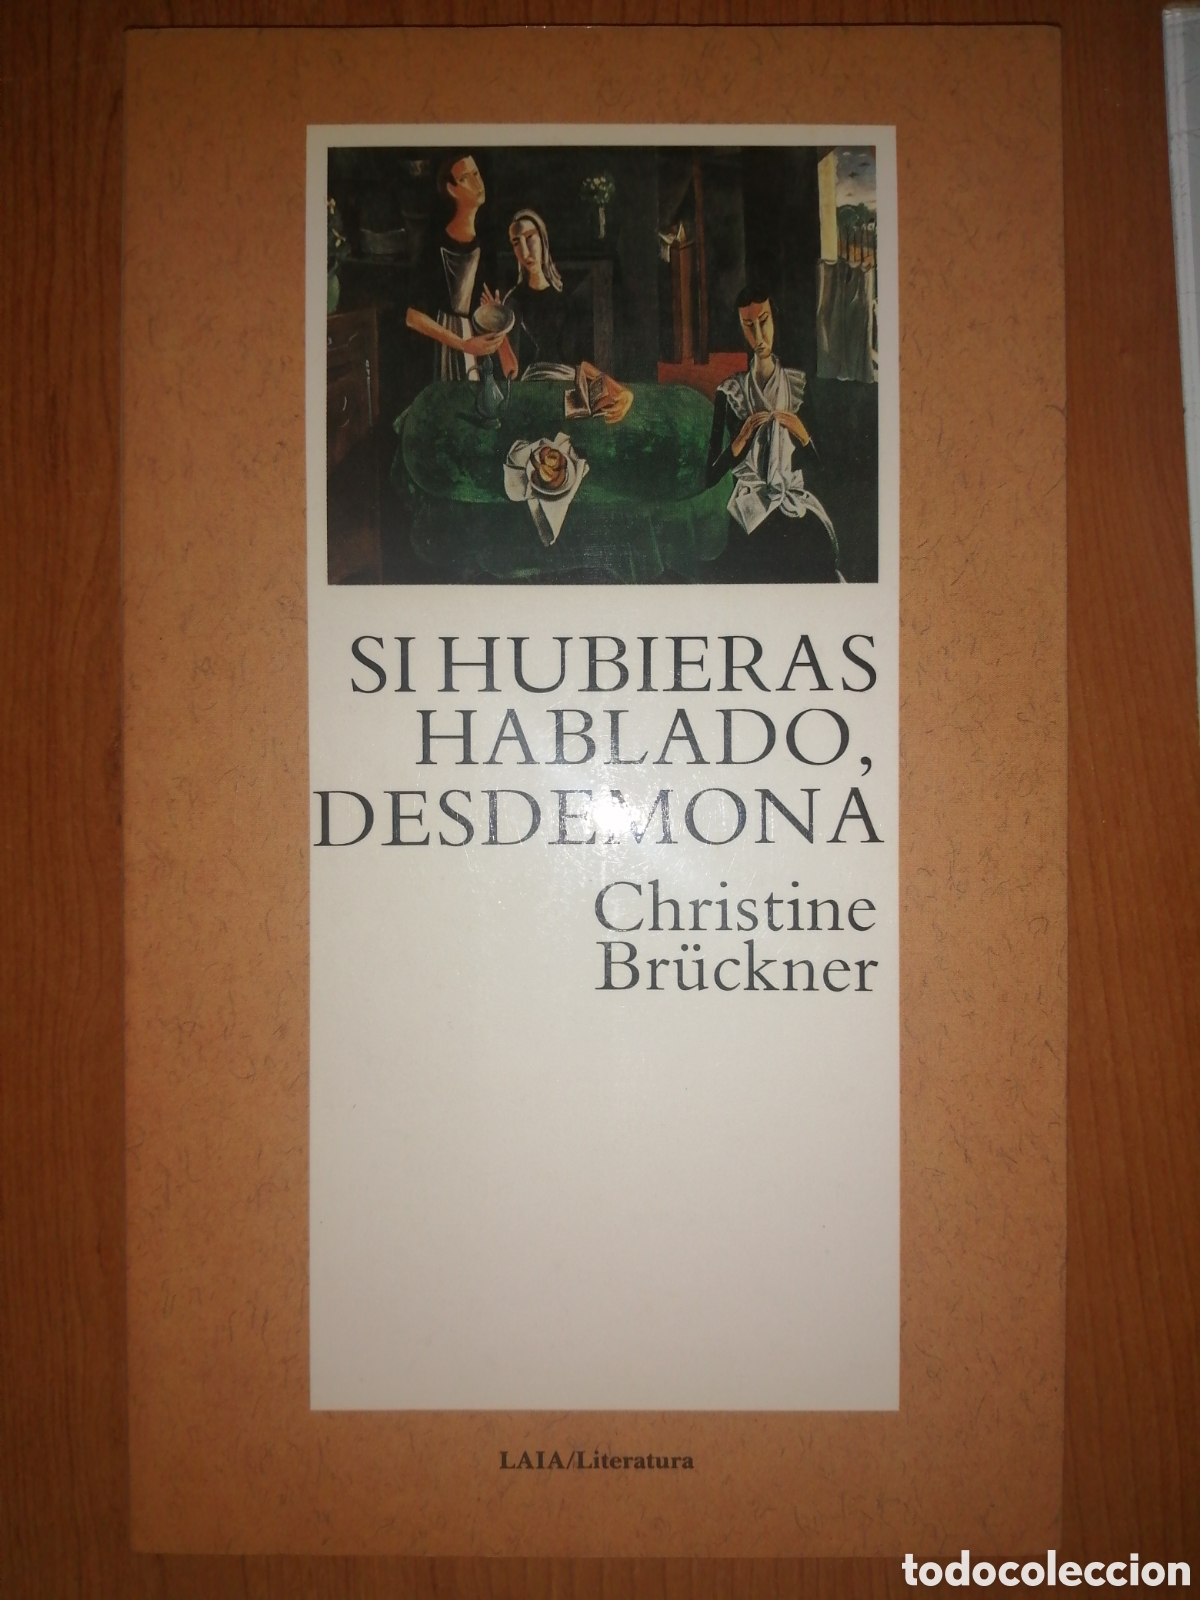 SI HUBIERAS
HABLADO,
DESDEMONA
Christine
Brückner
LAIA/Literatura
todocoleccion